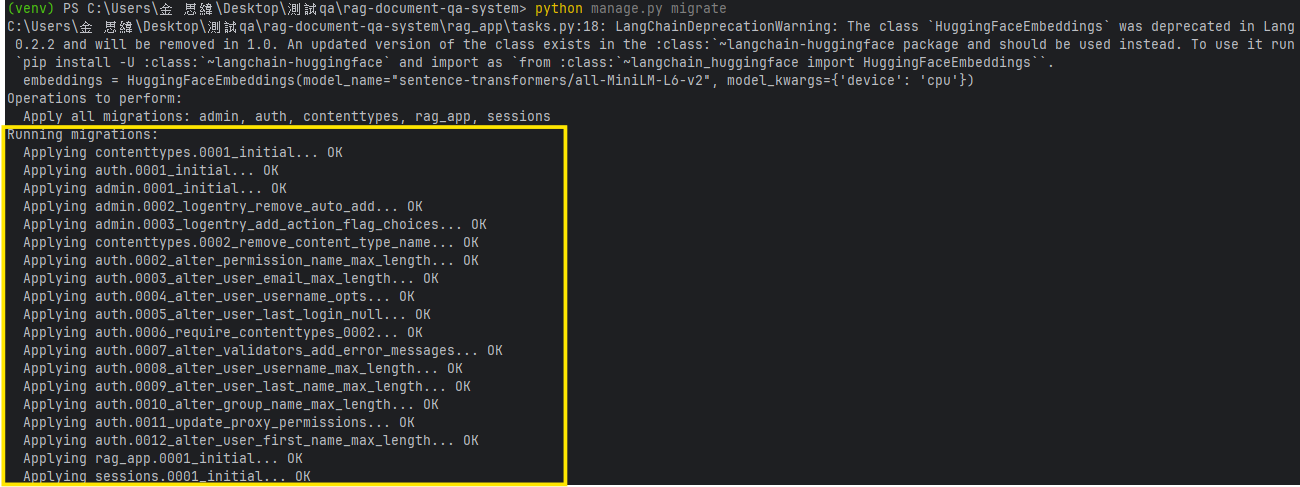 (venv) PS C:\Users\金 思緯\Desktop\測試qa\rag-document-qa-system> python manage.py migrate
C:\Users\金 思緯\Desktop\測試qa\rag-document-qa-system\rag_app\tasks.py:18: LangChainDeprecationWarning: The class `HuggingFaceEmbeddings` was deprecated in Lang
 0.2.2 and will be removed in 1.0. An updated version of the class exists in the :class:`~langchain-huggingface package and should be used instead. To use it run
 `pip install -U :class:`~langchain-huggingface` and import as `from :class:`~langchain_huggingface import HuggingFaceEmbeddings``.
  embeddings = HuggingFaceEmbeddings(model_name="sentence-transformers/all-MiniLM-L6-v2", model_kwargs={'device': 'cpu'})
Operations to perform:
  Apply all migrations: admin, auth, contenttypes, rag_app, sessions
Running migrations:
  Applying contenttypes.0001_initial... OK
  Applying auth.0001_initial... OK
  Applying admin.0001_initial... OK
  Applying admin.0002_logentry_remove_auto_add... OK
  Applying admin.0003_logentry_add_action_flag_choices... OK
  Applying contenttypes.0002_remove_content_type_name... OK
  Applying auth.0002_alter_permission_name_max_length... OK
  Applying auth.0003_alter_user_email_max_length... OK
  Applying auth.0004_alter_user_username_opts... OK
  Applying auth.0005_alter_user_last_login_null... OK
  Applying auth.0006_require_contenttypes_0002... OK
  Applying auth.0007_alter_validators_add_error_messages... OK
  Applying auth.0008_alter_user_username_max_length... OK
  Applying auth.0009_alter_user_last_name_max_length... OK
  Applying auth.0010_alter_group_name_max_length... OK
  Applying auth.0011_update_proxy_permissions... OK
  Applying auth.0012_alter_user_first_name_max_length... OK
  Applying rag_app.0001_initial... OK
  Applying sessions.0001_initial... OK